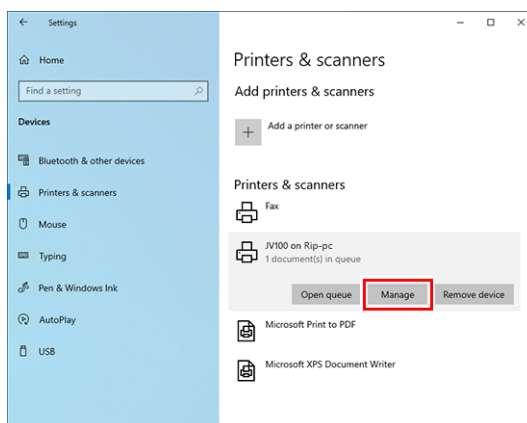 Settings
Home
Find a setting
Devices
Bluetooth & other devices
Printers & scanners
Mouse
Typing
Pen & Windows Ink
AutoPlay
USB
Printers & scanners
Add printers & scanners
Add a printer or scanner
Printers & scanners
Fax
JV100 on Rip-pc
1 document(s) in queue
Open queue Manage Remove device
Microsoft Print to PDF
Microsoft XPS Document Writer